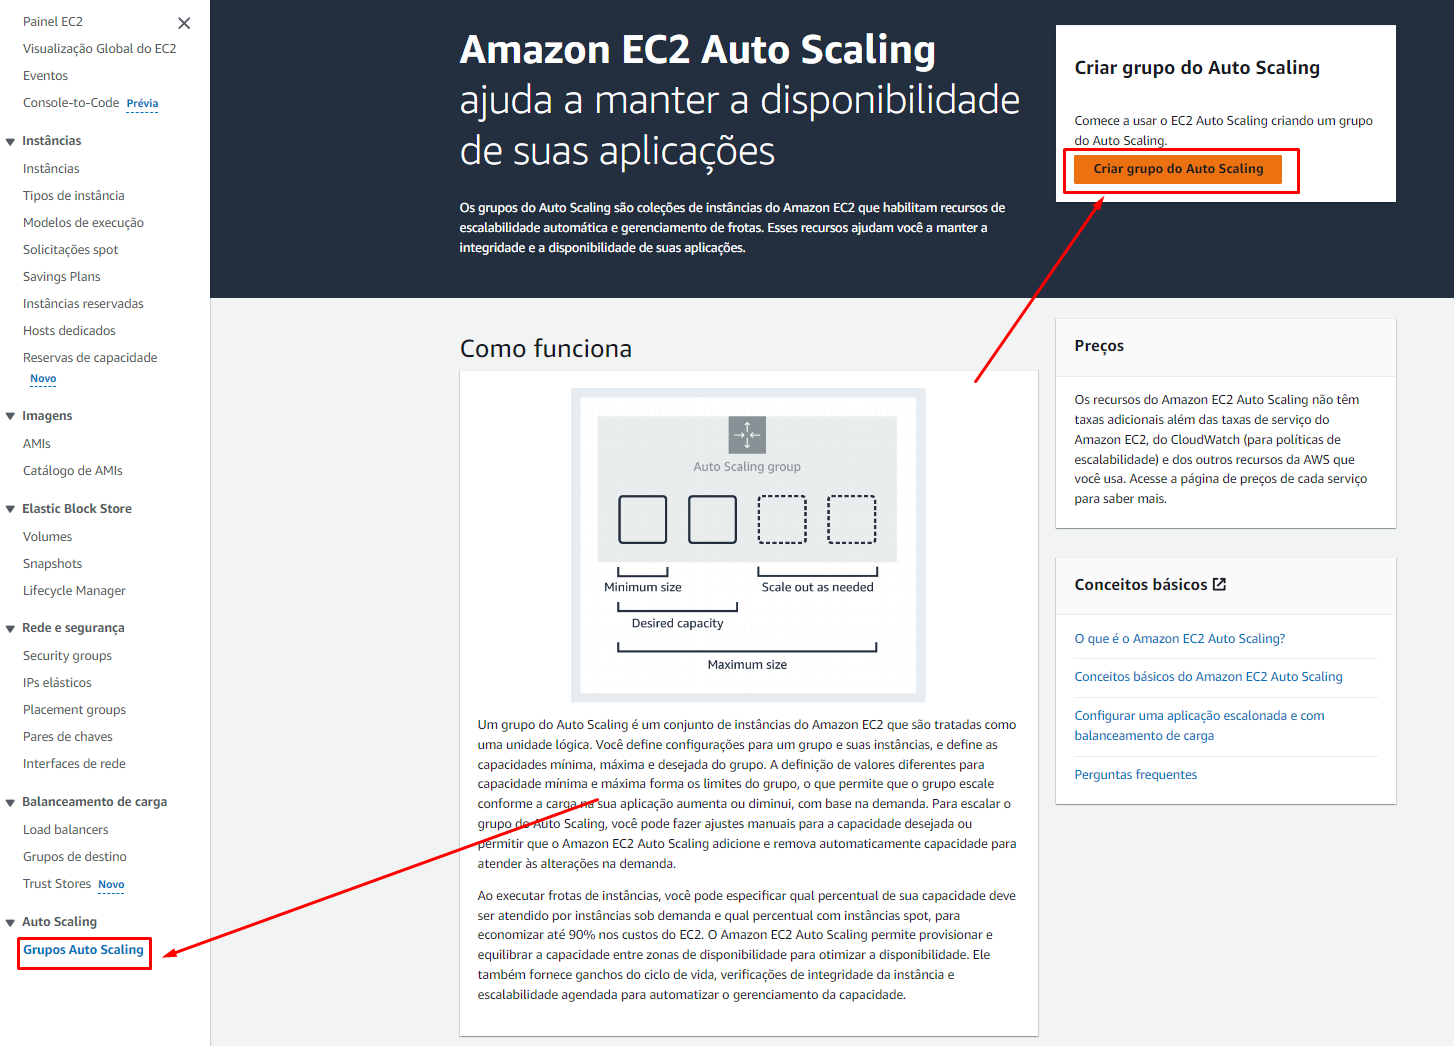 Painel EC2
Visualização Global do EC2
Eventos
Console-to-Code Prévia
Instâncias
Instâncias
Tipos de instância
Modelos de execução
Solicitações spot
Savings Plans
Instâncias reservadas
Hosts dedicados
Reservas de capacidade
Novo
Imagens
AMIs
Catálogo de AMIs
Elastic Block Store
Volumes
Snapshots
Lifecycle Manager
Rede e segurança
Security groups
IPs elásticos
Placement groups
Pares de chaves
Interfaces de rede
Balanceamento de carga
Load balancers
Grupos de destino
Trust Stores Novo
Auto Scaling
Grupos Auto Scaling
Amazon EC2 Auto Scaling
ajuda a manter a disponibilidade
de suas aplicações
Os grupos do Auto Scaling são coleções de instâncias do Amazon EC2 que habilitam recursos de
escalabilidade automática e gerenciamento de frotas. Esses recursos ajudam você a manter a
integridade e a disponibilidade de suas aplicações.
Criar grupo do Auto Scaling
Comece a usar o EC2 Auto Scaling criando um grupo
do Auto Scaling.
Criar grupo do Auto Scaling
Como funciona
Auto Scaling group
Minimum size
Scale out as needed
Desired capacity
Maximum size
Um grupo do Auto Scaling é um conjunto de instâncias do Amazon EC2 que são tratadas como
uma unidade lógica. Você define configurações para um grupo e suas instâncias, e define as
capacidades mínima, máxima e desejada do grupo. A definição de valores diferentes para
capacidade mínima e máxima forma os limites do grupo, o que permite que o grupo escale
conforme a carga na sua aplicação aumenta ou diminui, com base na demanda. Para escalar o
grupo do Auto Scaling, você pode fazer ajustes manuais para a capacidade desejada ou
permitir que o Amazon EC2 Auto Scaling adicione e remova automaticamente capacidade para
atender às alterações na demanda.
Ao executar frotas de instâncias, você pode especificar qual percentual de sua capacidade deve
ser atendido por instâncias sob demanda e qual percentual com instâncias spot, para
economizar até 90% nos custos do EC2. O Amazon EC2 Auto Scaling permite provisionar e
equilibrar a capacidade entre zonas de disponibilidade para otimizar a disponibilidade. Ele
também fornece ganchos do ciclo de vida, verificações de integridade da instância e
escalabilidade agendada para automatizar o gerenciamento da capacidade.
Preços
Os recursos do Amazon EC2 Auto Scaling não têm
taxas adicionais além das taxas de serviço do
Amazon EC2, do CloudWatch (para políticas de
escalabilidade) e dos outros recursos da AWS que
você usa. Acesse a página de preços de cada serviço
para saber mais.
Conceitos básicos
O que é o Amazon EC2 Auto Scaling?
Conceitos básicos do Amazon EC2 Auto Scaling
Configurar uma aplicação escalonada e com
balanceamento de carga
Perguntas frequentes